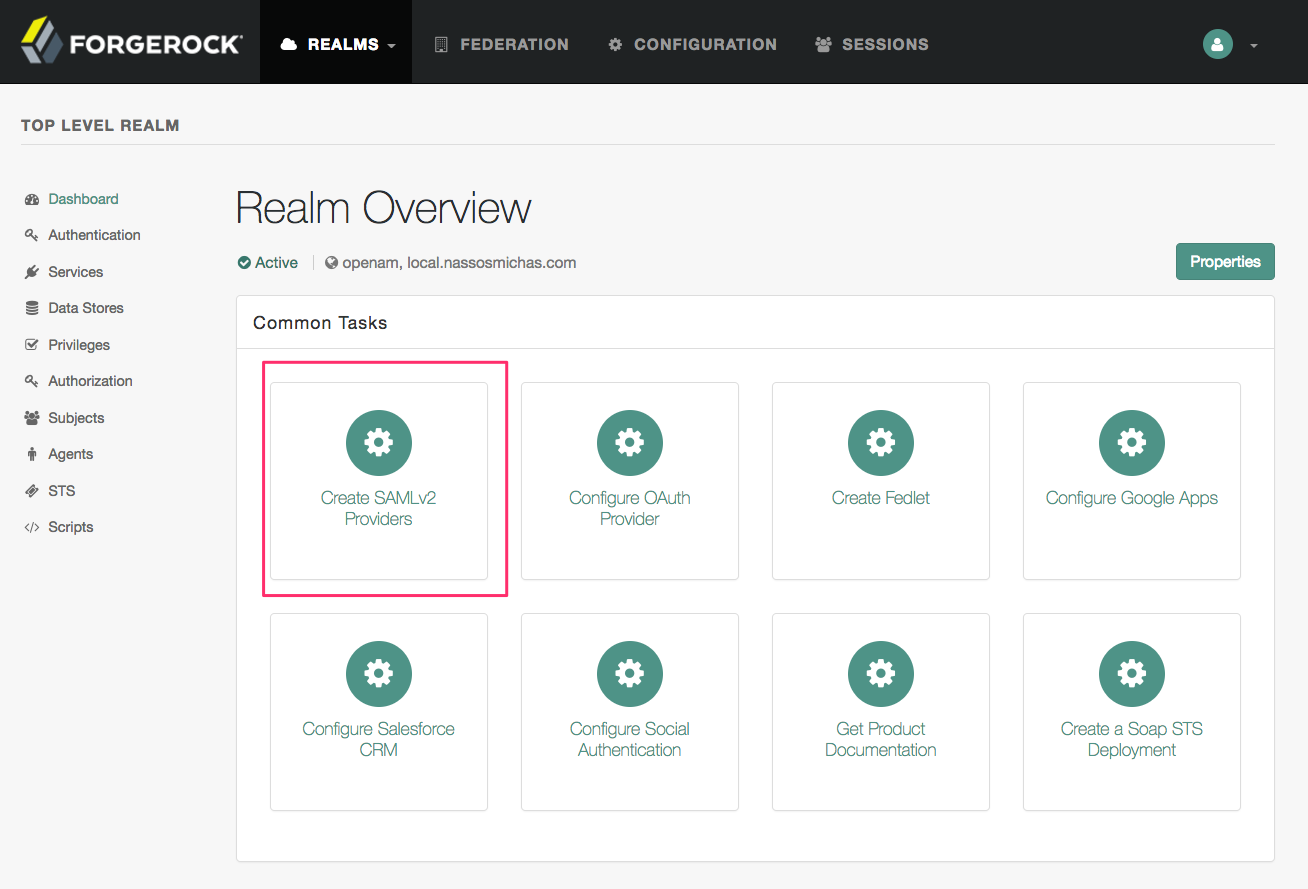 FORGEROCK
REALMS
FEDERATION
CONFIGURATION
SESSIONS
TOP LEVEL REALM
Dashboard
Authentication
Services
Data Stores
Privileges
Authorization
Subjects
Agents
STS
Scripts
Realm Overview
Active
openam, local.nassosmichas.com
Properties
Common Tasks
Create SAMLv2
Providers
Configure OAuth
Provider
Create Fedlet
Configure Google Apps
Configure Salesforce
CRM
Configure Social
Authentication
Get Product
Documentation
Create a Soap STS
Deployment